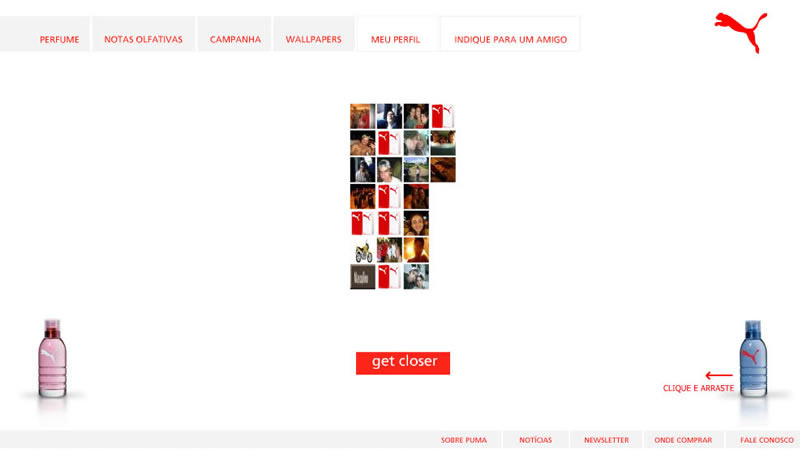 PERFUME
NOTAS OLFATIVAS
CAMPANHA
WALLPAPERS
MEU PERFIL
INDIQUE PARA UM AMIGO
get closer
CLIQUE E ARRASTE
SOBRE PUMA
NOTÍCIAS
NEWSLETTER
ONDE COMPRAR
FALE CONOSCO